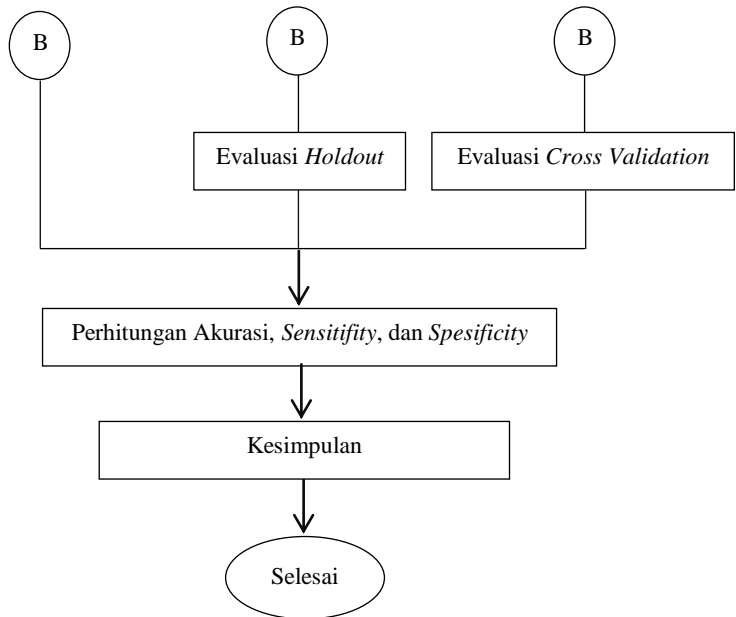 B
B
B
Evaluasi Holdout
Evaluasi Cross Validation
Perhitungan Akurasi, Sensitifity, dan Spesificity
Kesimpulan
Selesai